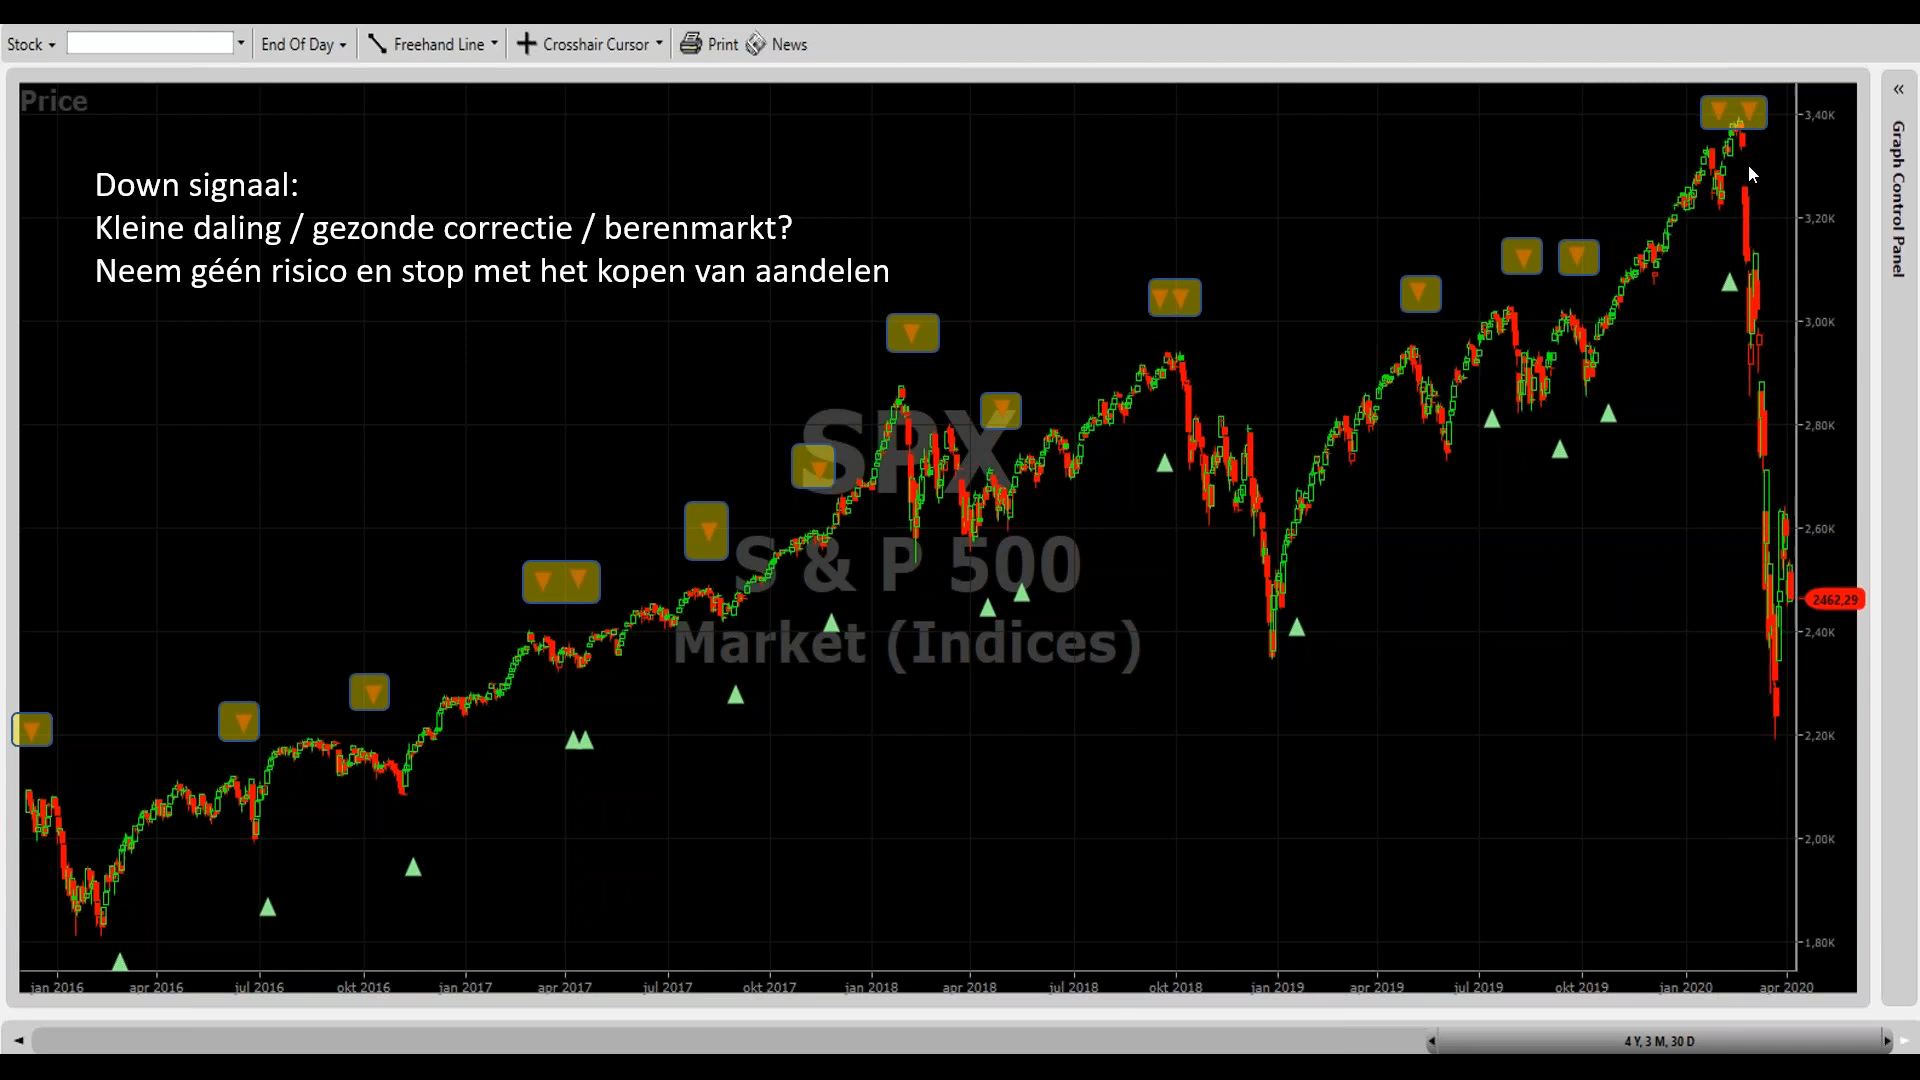 Stock
End Of Day
Freehand Line
Crosshair Cursor
Print
News
Price
Down signaal:
Kleine daling / gezonde correctie / berenmarkt?
Neem géén risico en stop met het kopen van aandelen
SPX
S & P 500
Market (Indices)
3,40K
3,20K
3,00K
2,80K
2,60K
2462,29
2,40K
2,20K
2,00K
1,80K
jan 2016
apr 2016
jul 2016
okt 2016
jan 2017
apr 2017
jul 2017
okt 2017
jan 2018
apr 2018
jul 2018
okt 2018
jan 2019
apr 2019
jul 2019
okt 2019
jan 2020
apr 2020
«
Graph Control Panel
4 Y, 3 M, 30 D